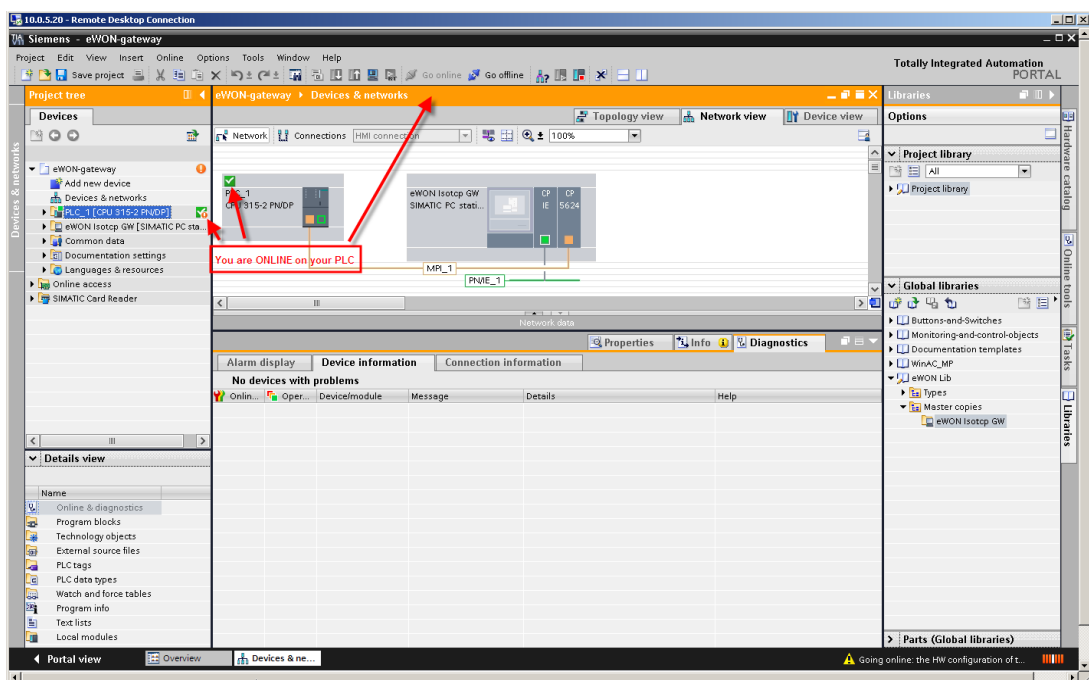 10.0.5.20 - Remote Desktop Connection
Siemens - eWON-gateway
Project Edit View Insert Online Options Tools Window Help
Save project Go online Go offline
Totally Integrated Automation
PORTAL
Project tree
eWON-gateway ▸ Devices & networks
Libraries
Devices
Topology view Network view Device view
Options
Network Connections HMI connection 100%
Project library
All
Project library
eWON-gateway
Add new device
Devices & networks
PLC_1 [CPU 315-2 PN/DP]
eWON Isotcp GW [SIMATIC PC sta...
Common data
Documentation settings
Languages & resources
Online access
SIMATIC Card Reader
CPU 315-2 PN/DP
eWON Isotcp GW
SIMATIC PC stati...
CP IE
CP 5624
You are ONLINE on your PLC
MPI_1
PN/IE_1
Network data
Global libraries
Buttons-and-Switches
Monitoring-and-control-objects
Documentation templates
WinAC_MP
eWON Lib
Types
Master copies
eWON Isotcp GW
Properties Info Diagnostics
Alarm display Device information Connection information
No devices with problems
Onlin... Oper... Device/module Message Details Help
Details view
Name
Online & diagnostics
Program blocks
Technology objects
External source files
PLC tags
PLC data types
Watch and force tables
Program info
Text lists
Local modules
Parts (Global libraries)
Devices & networks
Hardware catalog
Online tools
Tasks
Libraries
Portal view Overview Devices & ne...
Going online: the HW configuration of t...